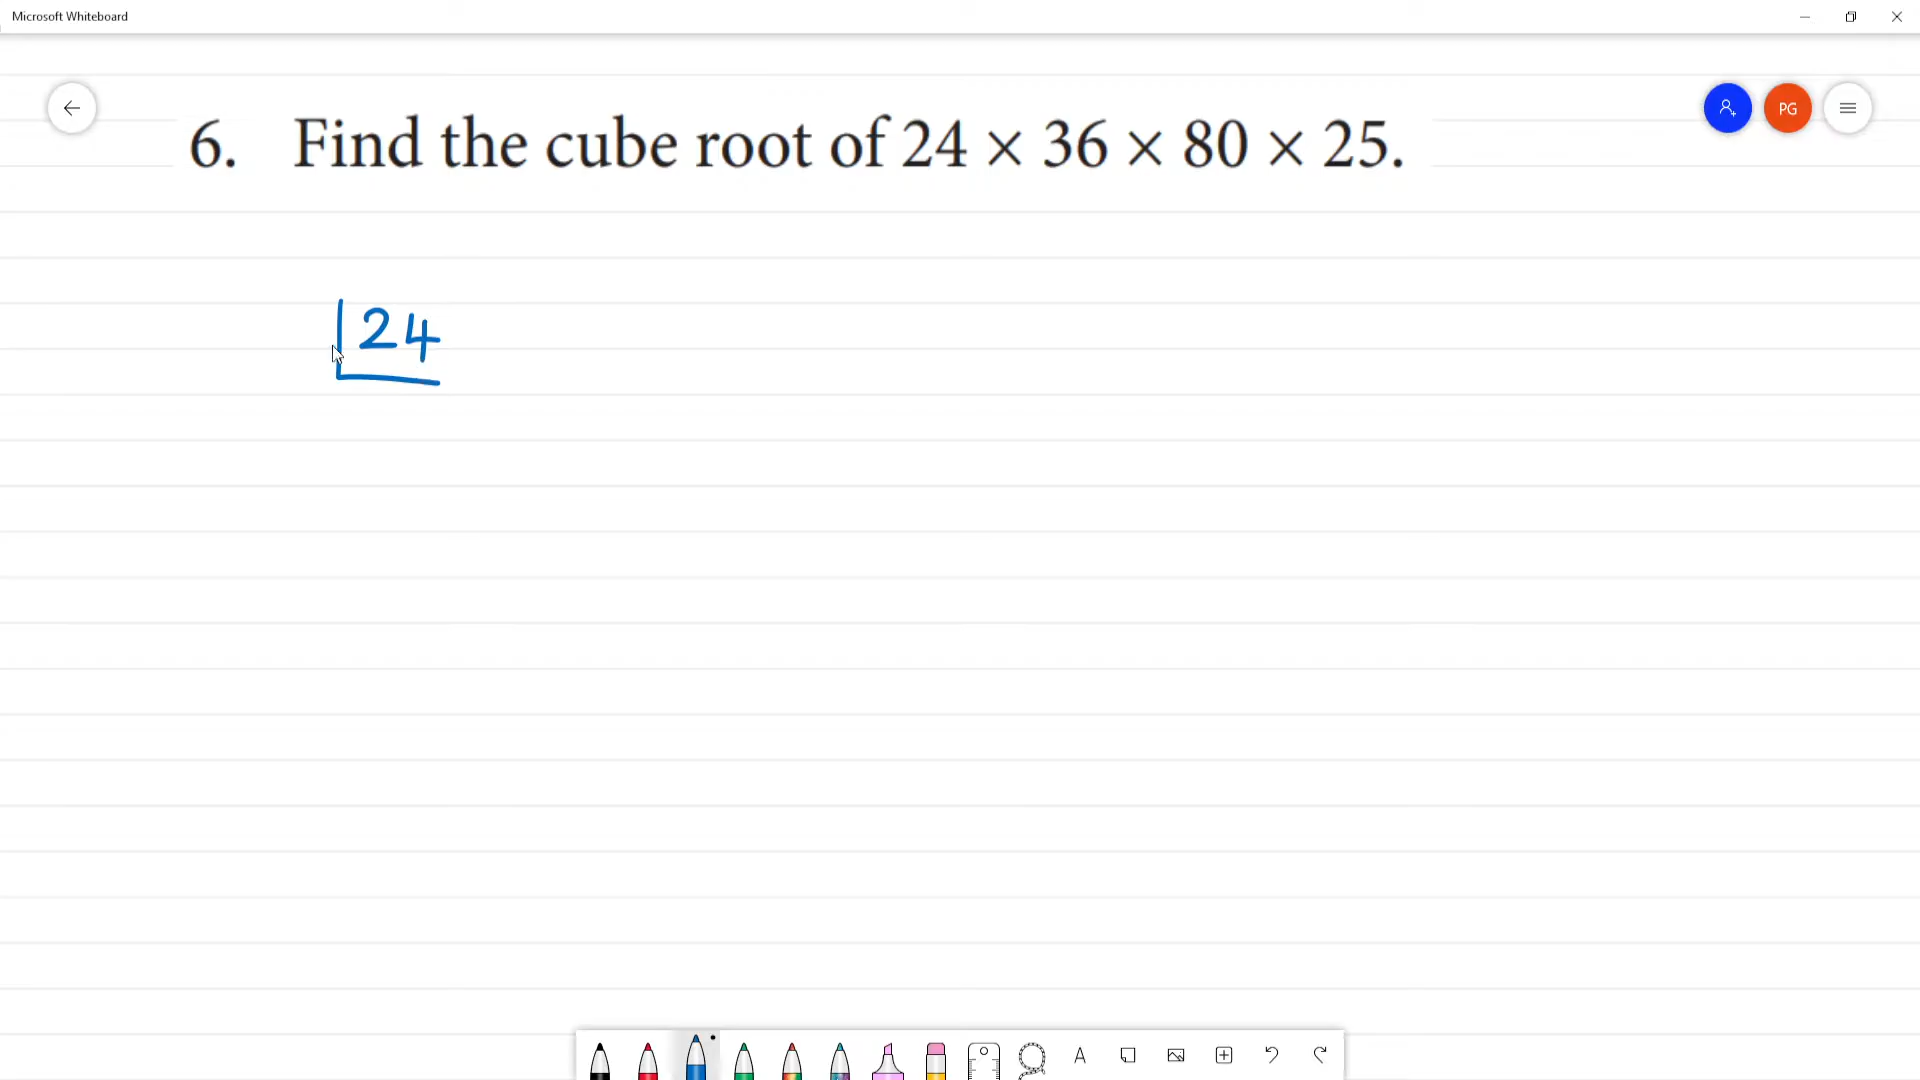 Microsoft Whiteboard
PG
6. Find the cube root of 24 × 36 × 80 × 25.
24
A